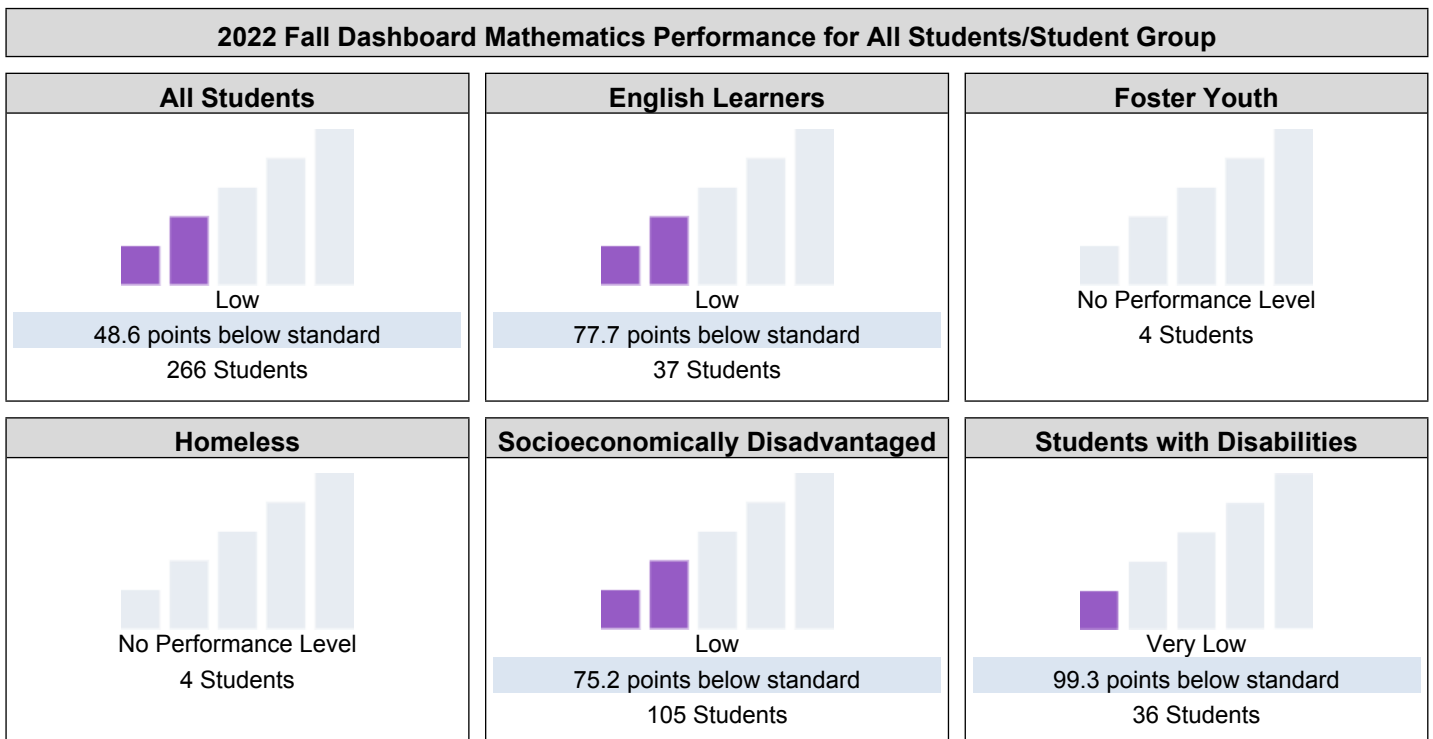 2022 Fall Dashboard Mathematics Performance for All Students/Student Group
All Students
Low
48.6 points below standard
266 Students
English Learners
Low
77.7 points below standard
37 Students
Foster Youth
No Performance Level
4 Students
Homeless
No Performance Level
4 Students
Socioeconomically Disadvantaged
Low
75.2 points below standard
105 Students
Students with Disabilities
Very Low
99.3 points below standard
36 Students